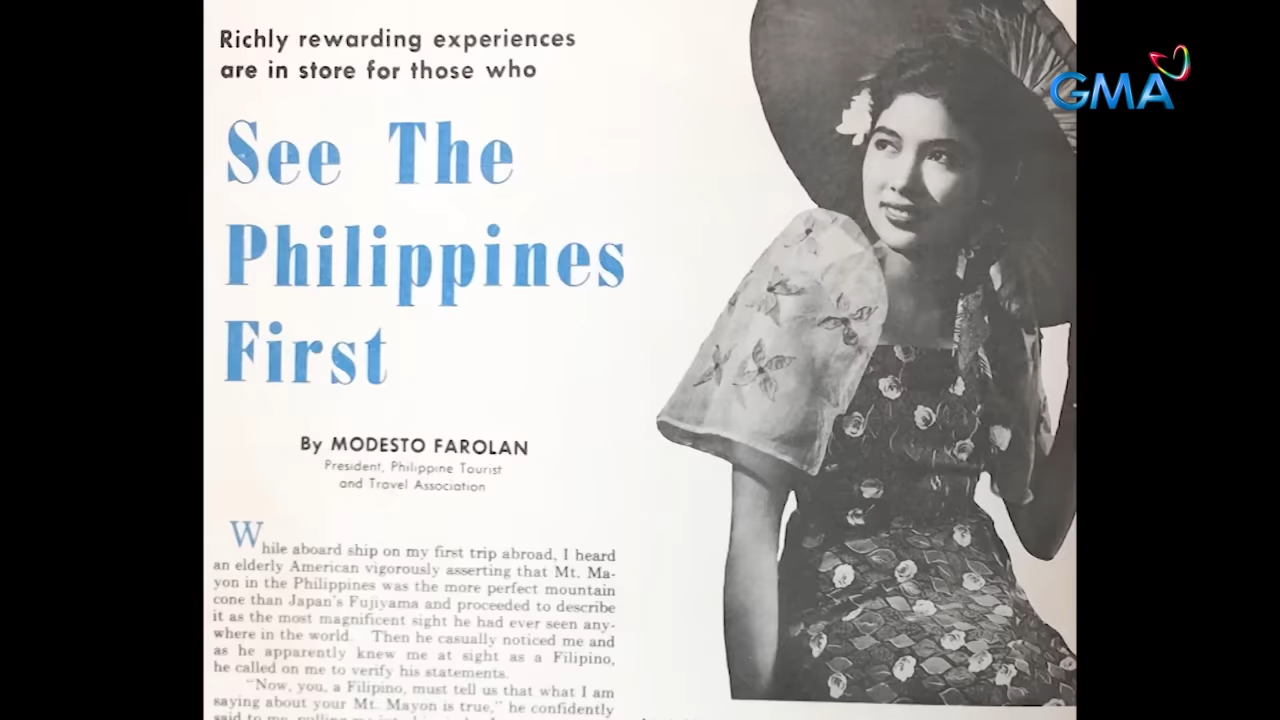 Richly rewarding experiences
are in store for those who
See The
Philippines
First
By MODESTO FAROLAN
President, Philippine Tourist
and Travel Association
While aboard ship on my first trip abroad, I heard
an elderly American vigorously asserting that Mt. Ma-
yon in the Philippines was the more perfect mountain
cone than Japan's Fujiyama and proceeded to describe
it as the most magnificent sight he had ever seen any-
where in the world. Then he casually noticed me and
as he apparently knew me at sight as a Filipino,
he called on me to verify his statements.
"Now, you, a Filipino, must tell us that what I am
saying about your Mt. Mayon is true," he confidently
said to me,
GMA